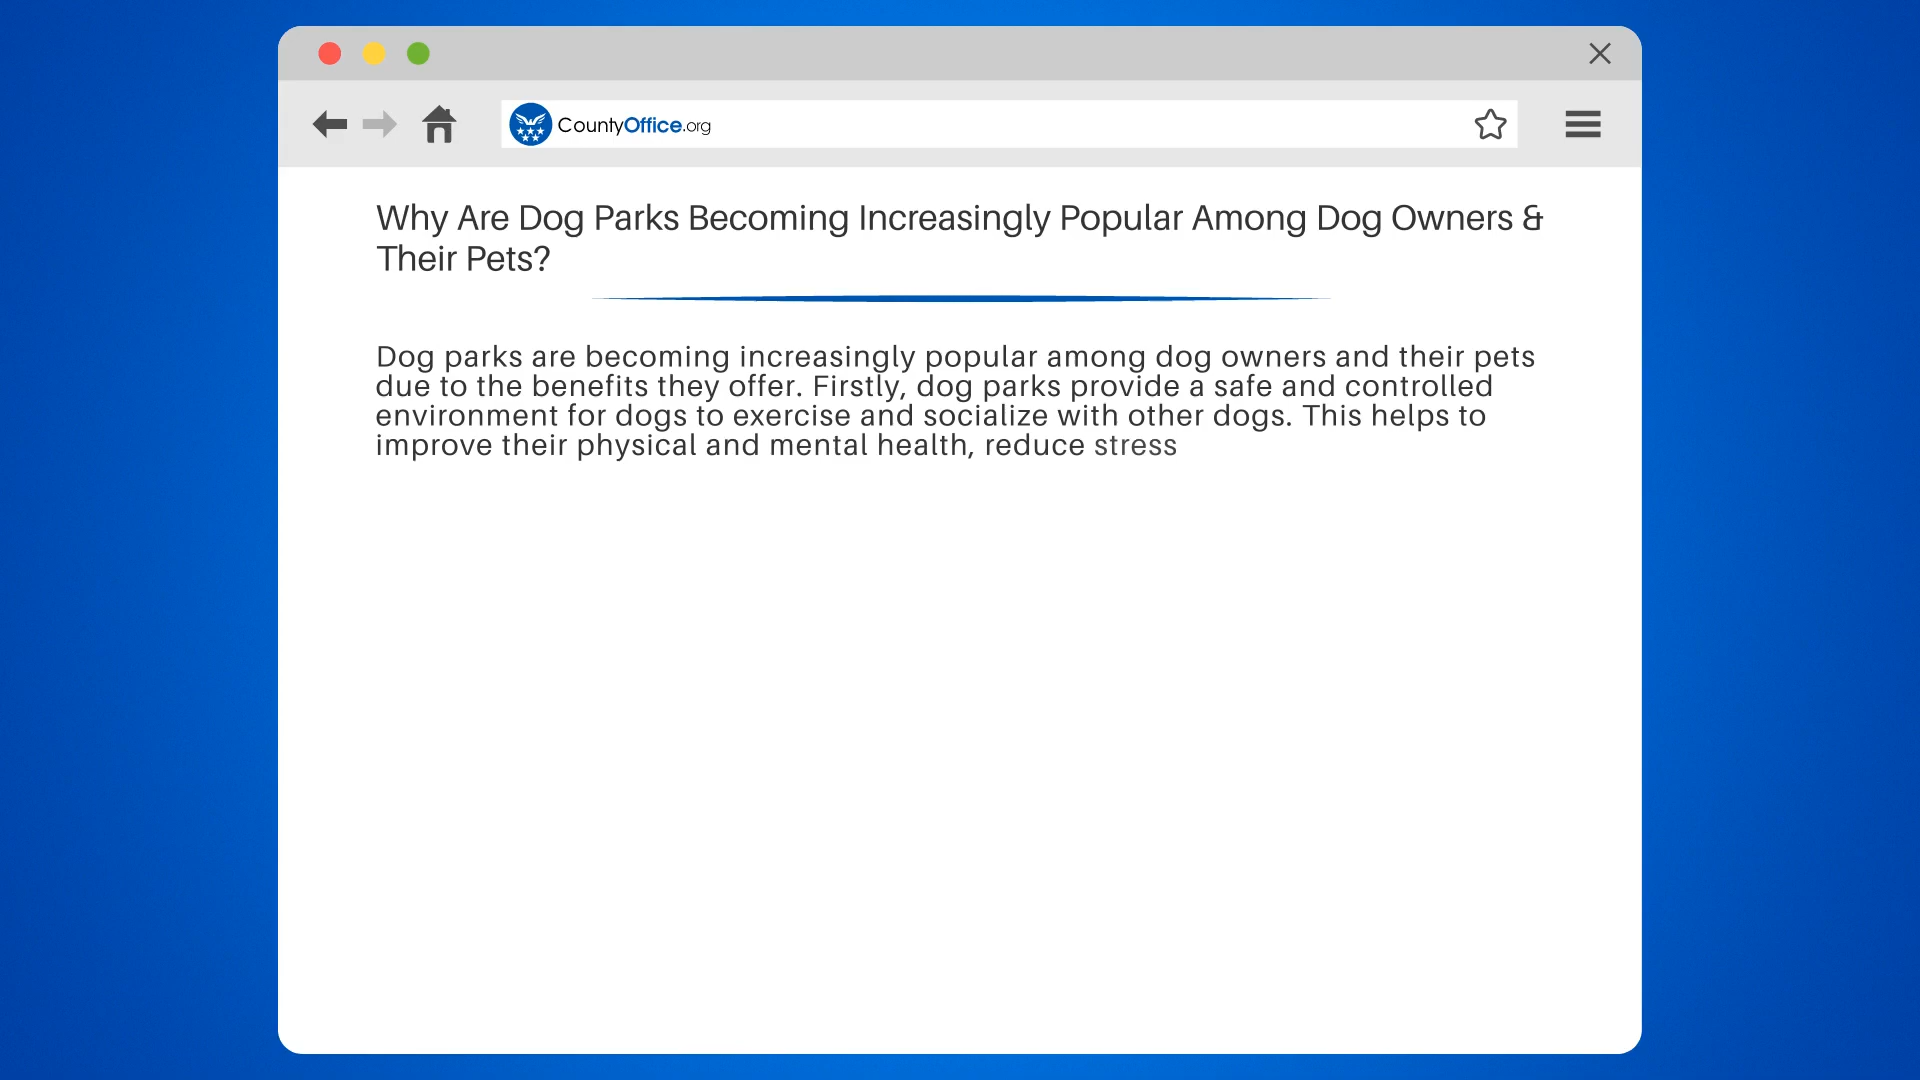 CountyOffice.org
Why Are Dog Parks Becoming Increasingly Popular Among Dog Owners &
Their Pets?
Dog parks are becoming increasingly popular among dog owners and their pets
due to the benefits they offer. Firstly, dog parks provide a safe and controlled
environment for dogs to exercise and socialize with other dogs. This helps to
improve their physical and mental health, reduce stress